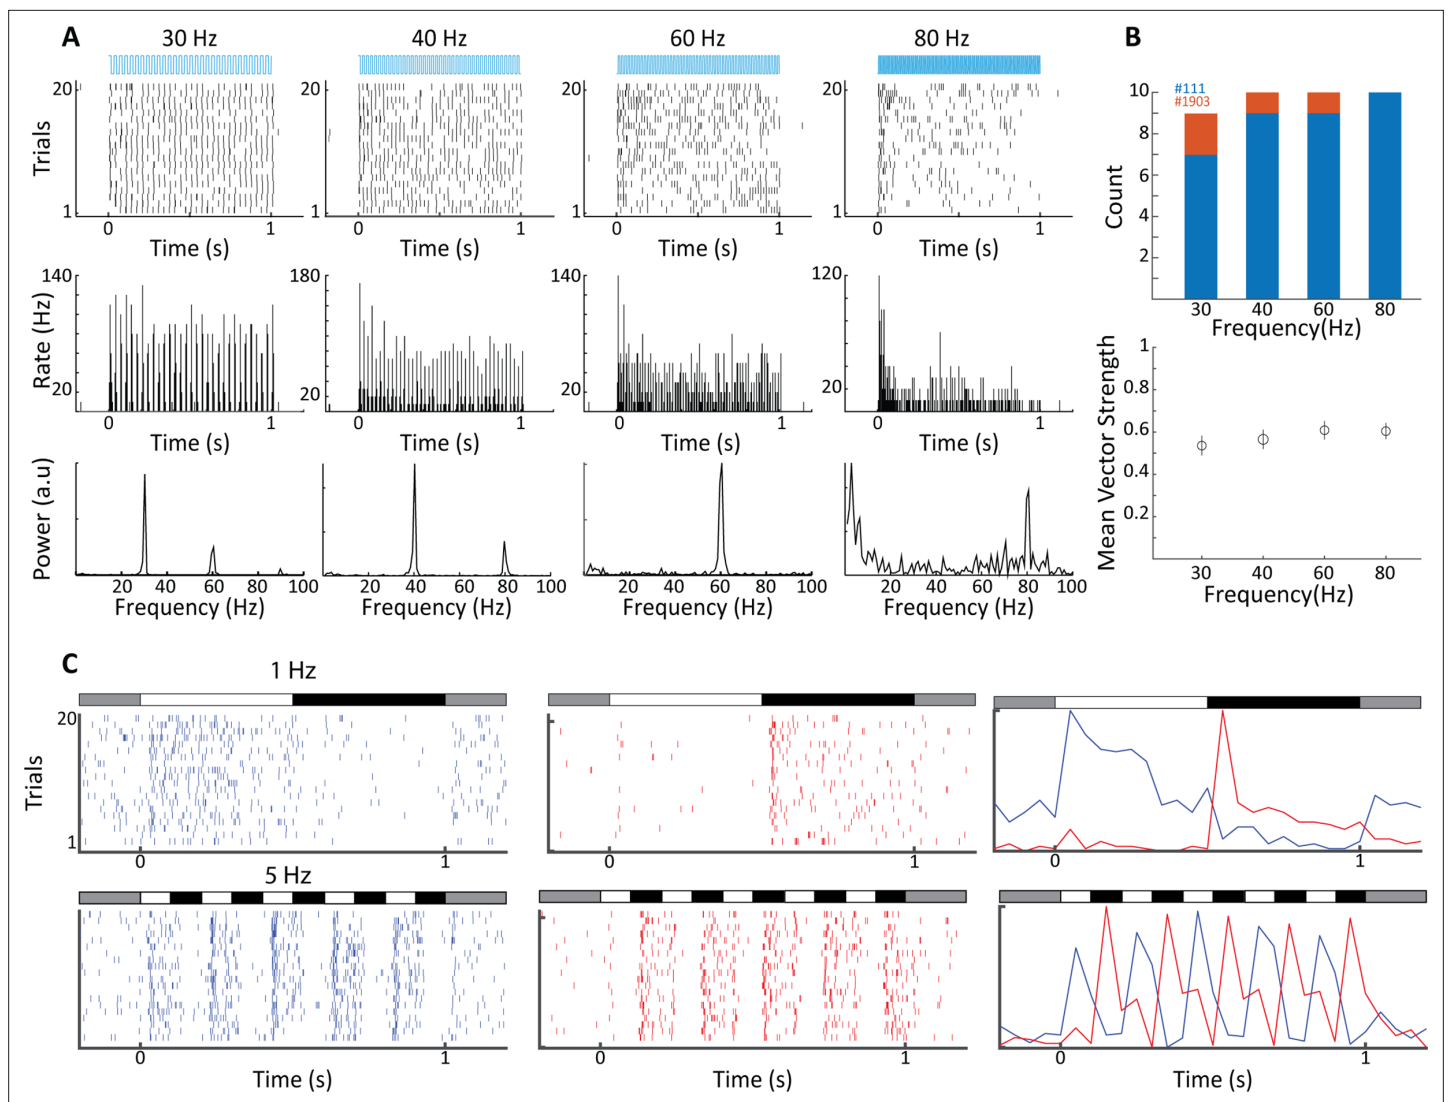 A
30 Hz
40 Hz
60 Hz
80 Hz
20
20
20
20
Trials
1
1
1
1
0 1
0 1
0 1
0 1
Time (s)
Time (s)
Time (s)
Time (s)
140
180
140
120
Rate (Hz)
20
20
20
20
0 1
0 1
0 1
0 1
Time (s)
Time (s)
Time (s)
Time (s)
Power (a.u)
20 40 60 80 100
20 40 60 80 100
20 40 60 80 100
20 40 60 80 100
Frequency (Hz)
Frequency (Hz)
Frequency (Hz)
Frequency (Hz)
B
#111
#1903
10
8
6
4
2
Count
30 40 60 80
Frequency(Hz)
1
0.8
0.6
0.4
0.2
Mean Vector Strength
30 40 60 80
Frequency(Hz)
C
1 Hz
20
Trials
1
0 1
0 1
0 1
5 Hz
0 1
0 1
0 1
Time (s)
Time (s)
Time (s)